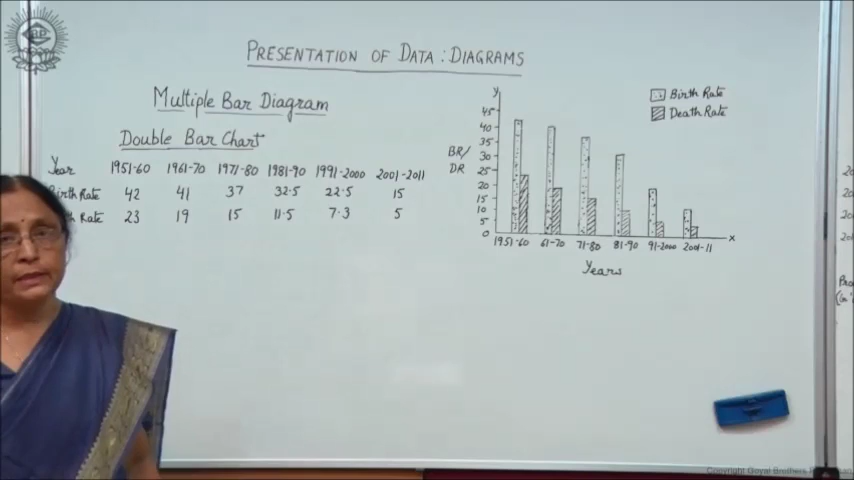 PRESENTATION OF DATA : DIAGRAMS
Multiple Bar Diagram
Double Bar Chart
Year 1951-60 1961-70 1971-80 1981-90 1991-2000 2001-2011
Birth Rate 42 41 37 32.5 22.5 15
Rate 23 19 15 11.5 7.3 5
Birth Rate
Death Rate
y
45
40
35
30
25
20
15
10
5
0
BR/
DR
1951-60 61-70 71-80 81-90 91-2000 2001-11 x
Years